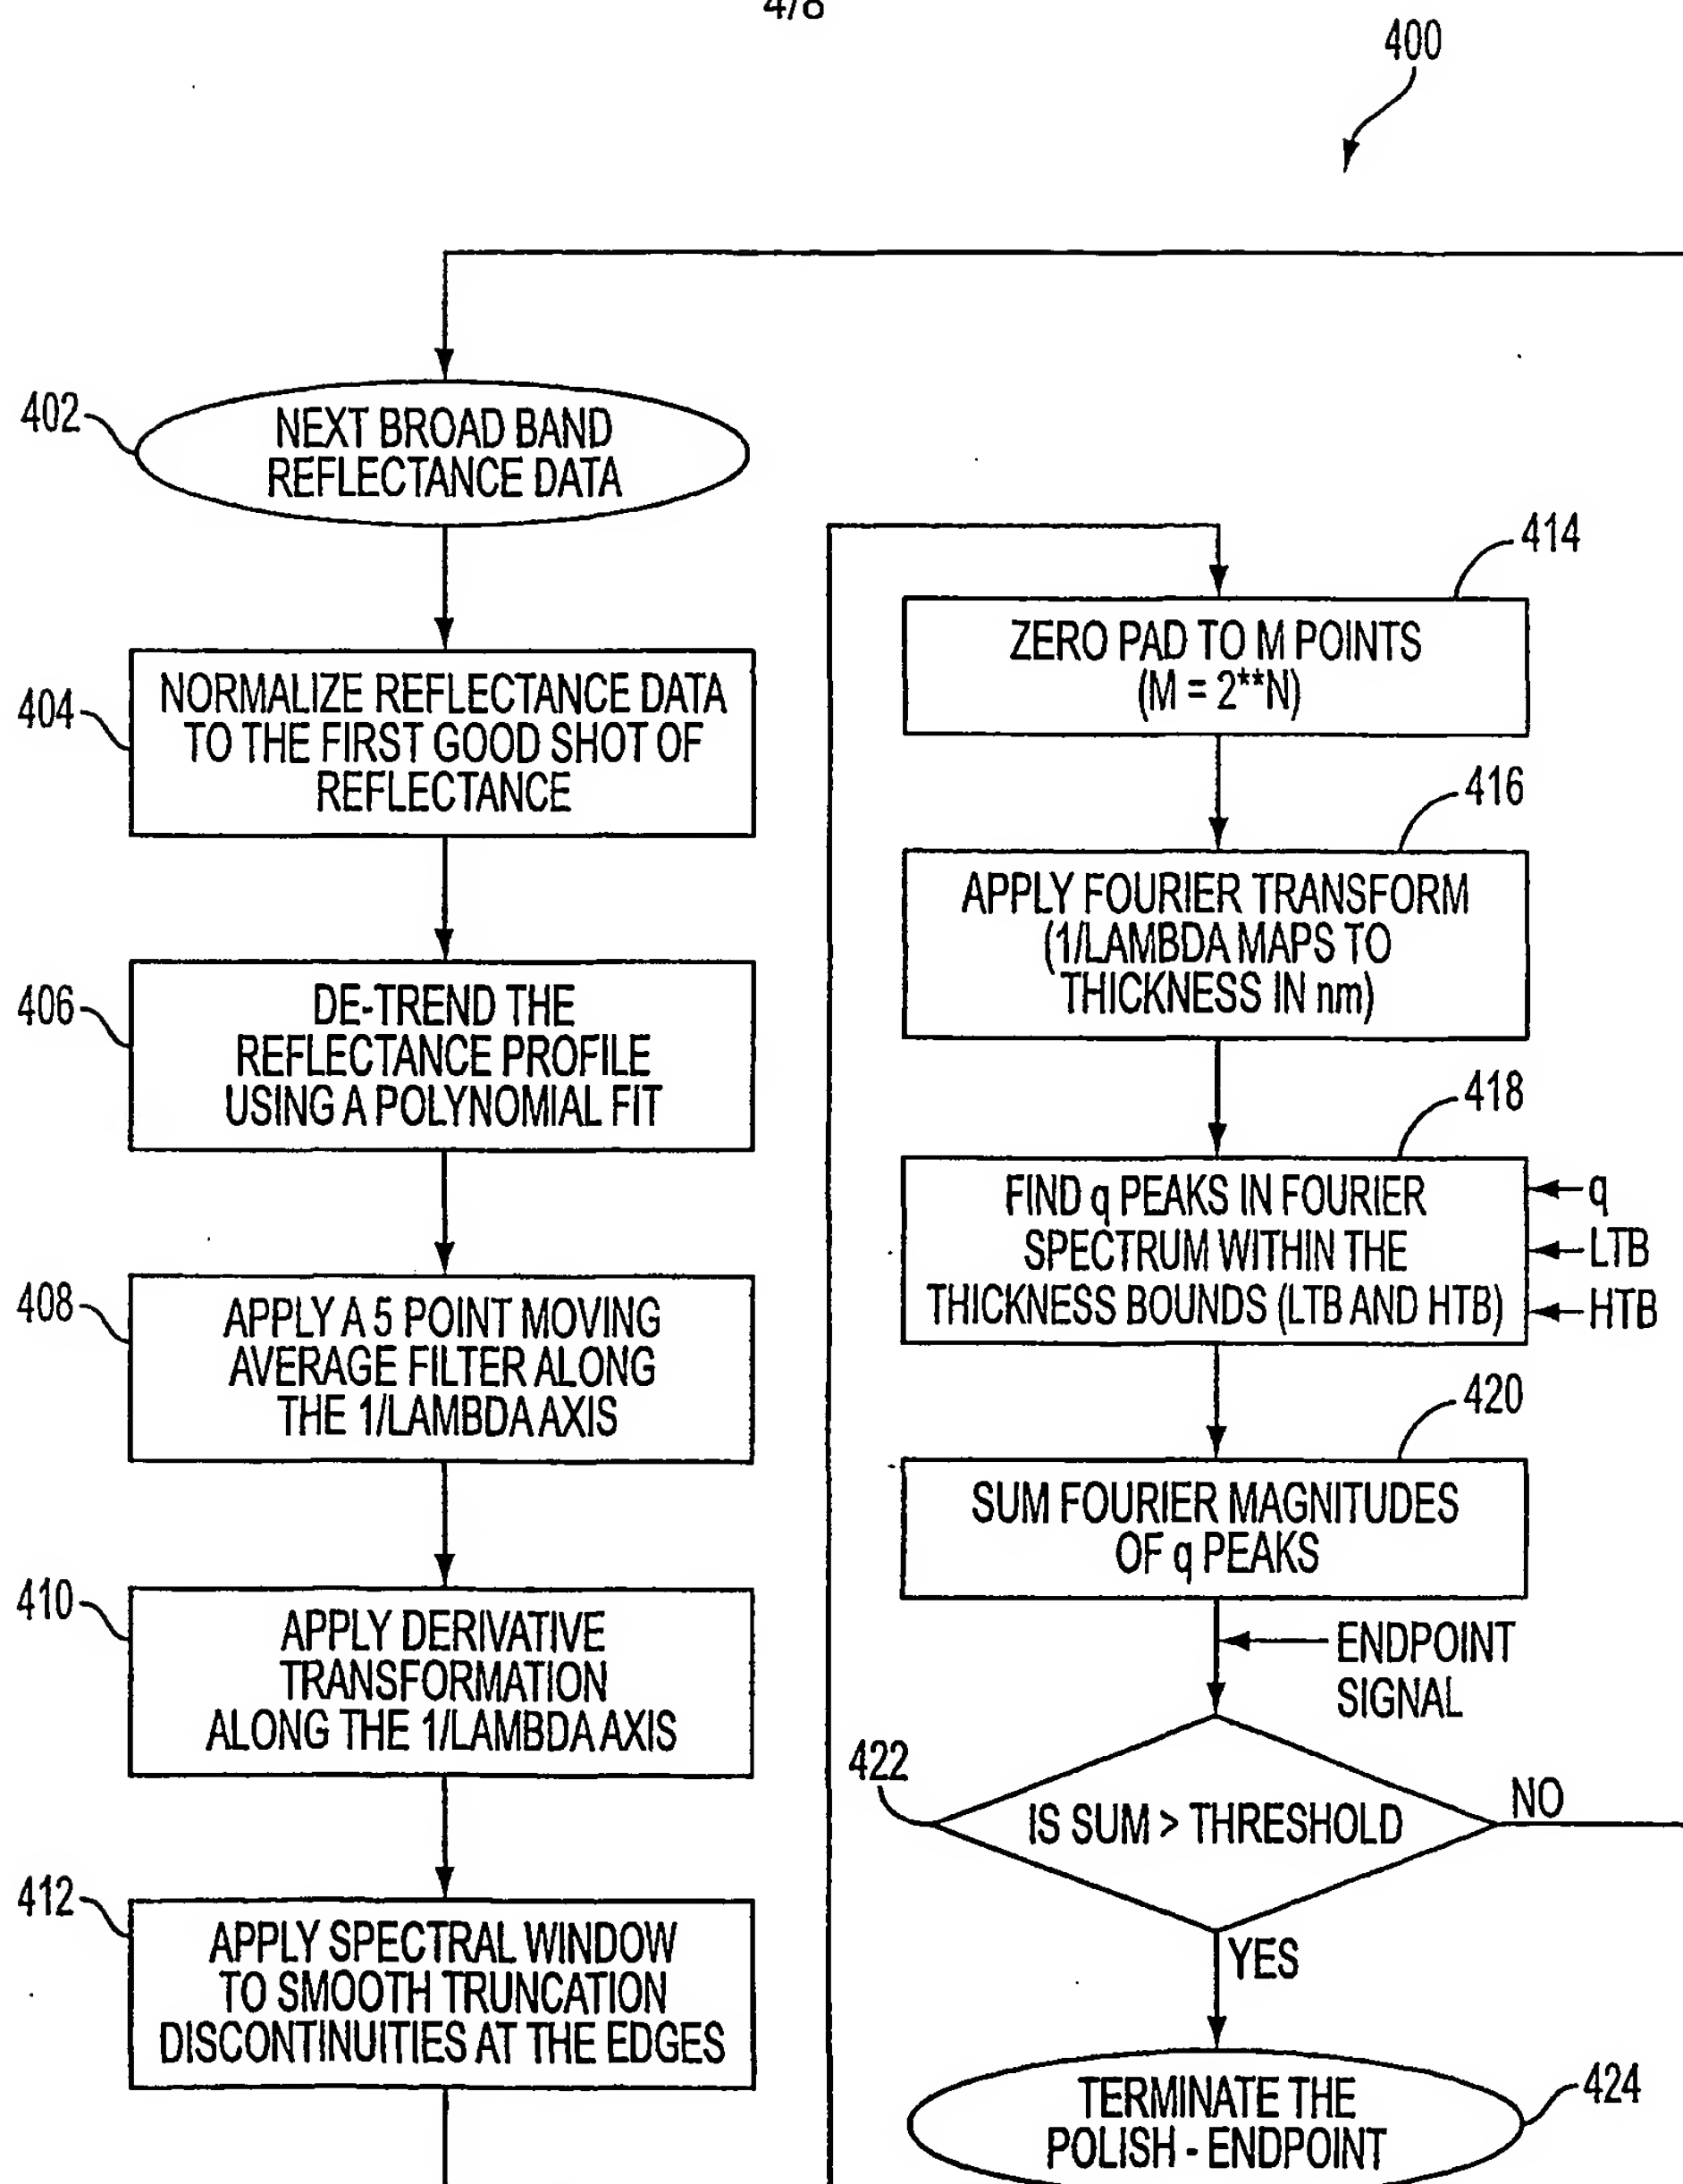 4/8
400
402
NEXT BROAD BAND
REFLECTANCE DATA
404
NORMALIZE REFLECTANCE DATA
TO THE FIRST GOOD SHOT OF
REFLECTANCE
406
DE-TREND THE
REFLECTANCE PROFILE
USING A POLYNOMIAL FIT
408
APPLY A 5 POINT MOVING
AVERAGE FILTER ALONG
THE 1/LAMBDA AXIS
410
APPLY DERIVATIVE
TRANSFORMATION
ALONG THE 1/LAMBDA AXIS
412
APPLY SPECTRAL WINDOW
TO SMOOTH TRUNCATION
DISCONTINUITIES AT THE EDGES
414
ZERO PAD TO M POINTS
(M = 2**N)
416
APPLY FOURIER TRANSFORM
(1/LAMBDA MAPS TO
THICKNESS IN nm)
418
FIND q PEAKS IN FOURIER
SPECTRUM WITHIN THE
THICKNESS BOUNDS (LTB AND HTB)
q
LTB
HTB
420
SUM FOURIER MAGNITUDES
OF q PEAKS
ENDPOINT
SIGNAL
422
IS SUM > THRESHOLD
NO
YES
TERMINATE THE
POLISH - ENDPOINT
424